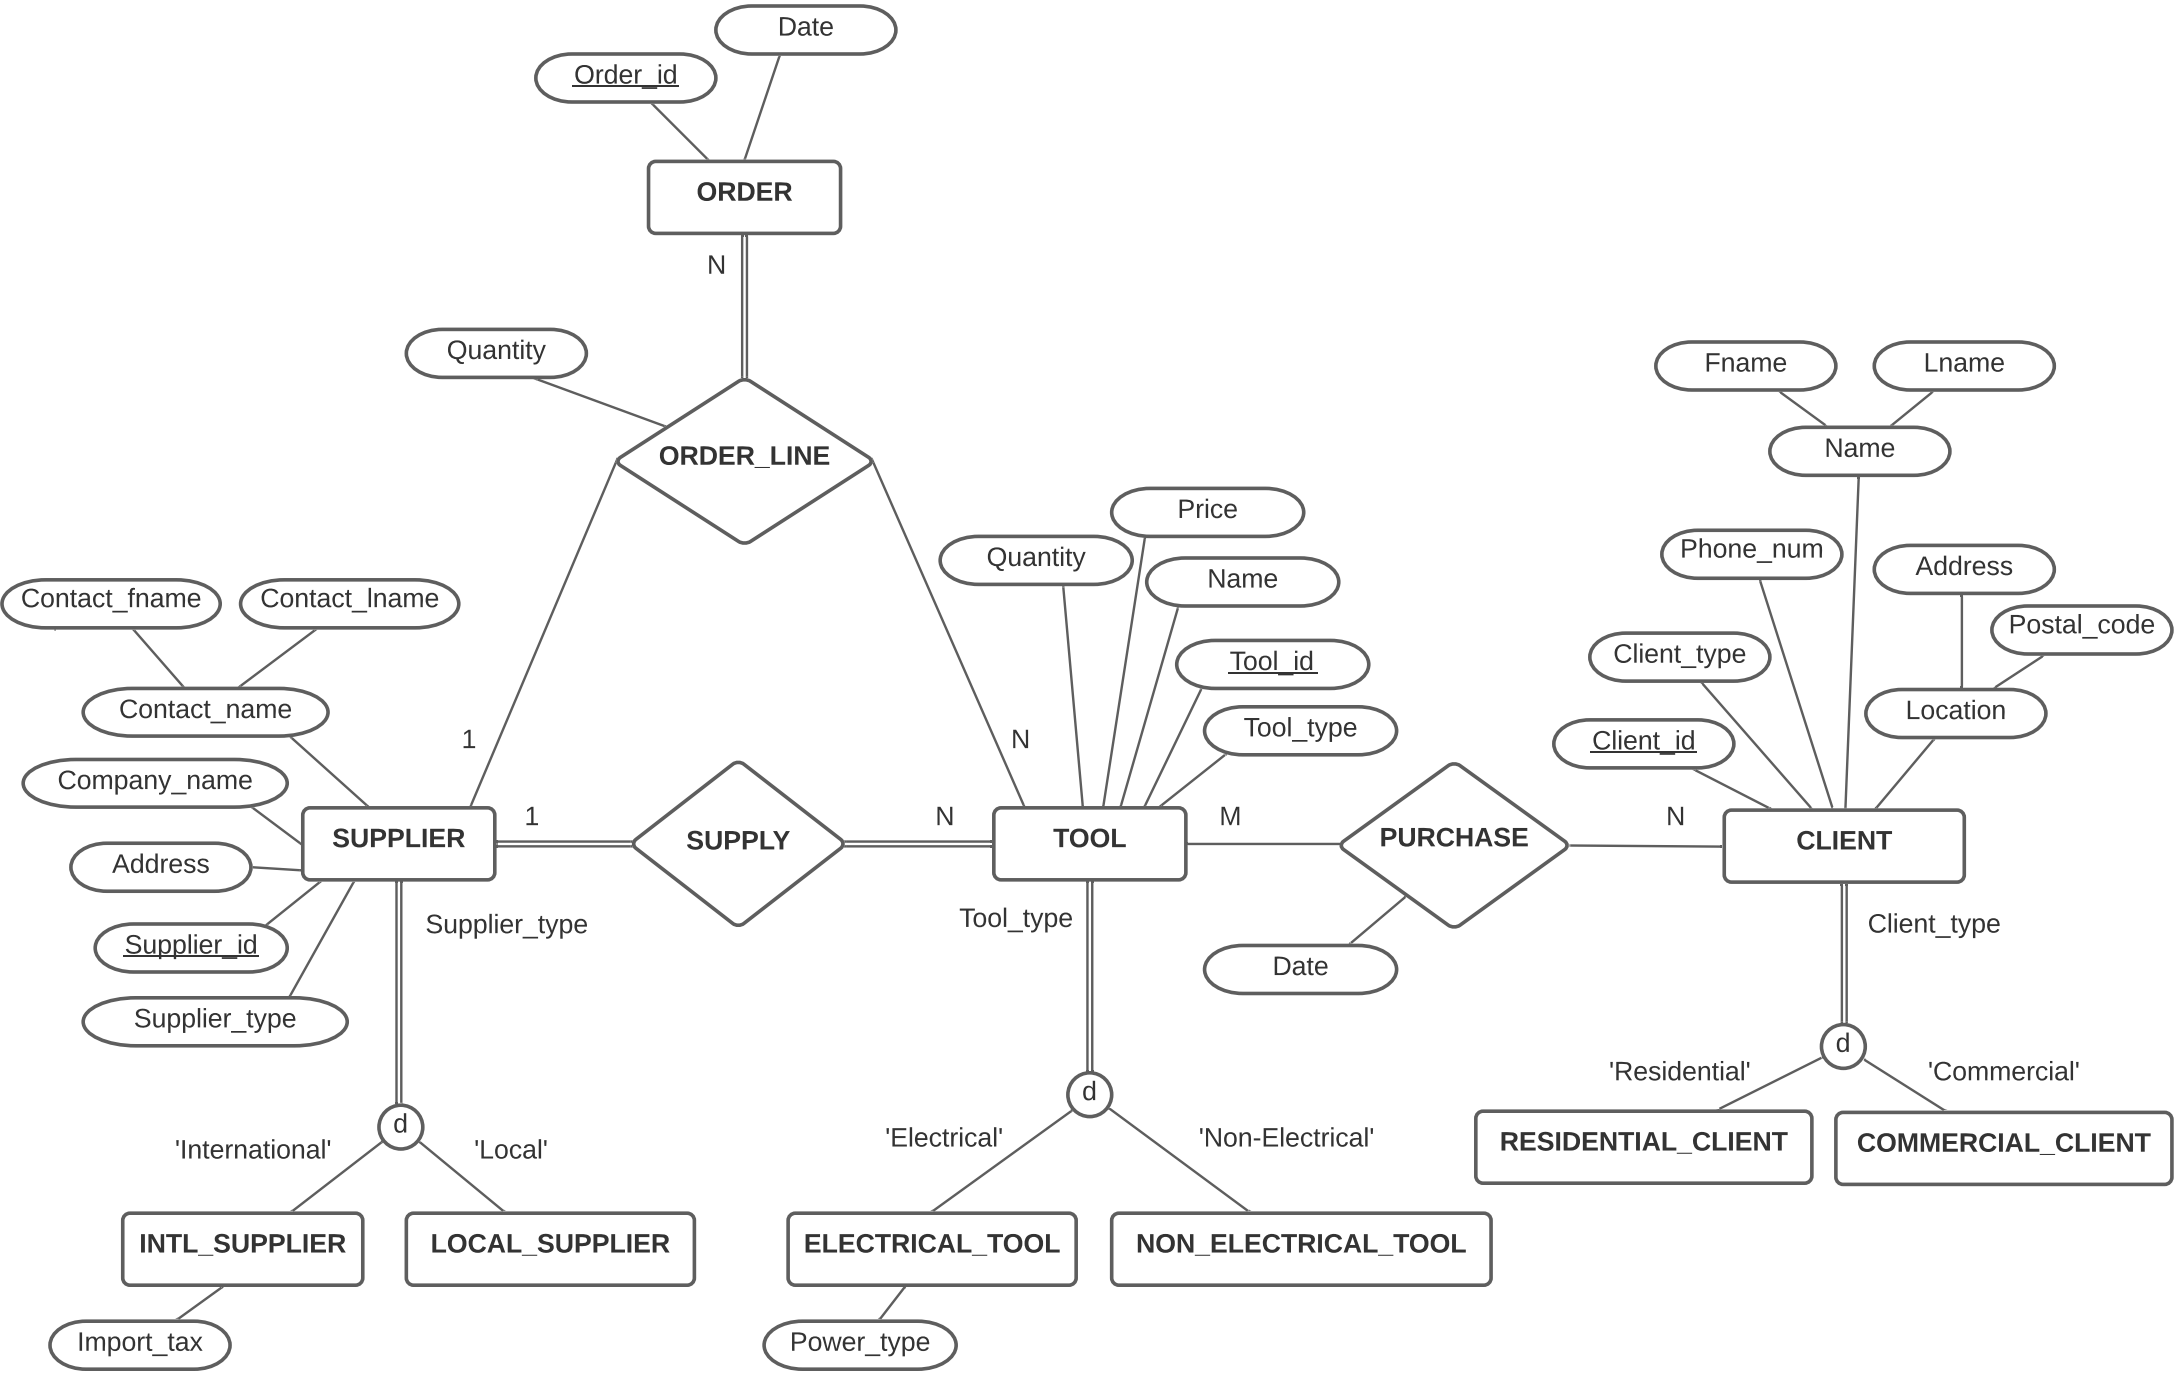 Date
Order_id
ORDER
N
Quantity
ORDER_LINE
Fname
Lname
Name
Price
Quantity
Name
Phone_num
Address
Contact_fname
Contact_lname
Postal_code
Client_type
Tool_id
Contact_name
Location
Tool_type
Client_id
1
N
Company_name
1
N
M
N
SUPPLIER
SUPPLY
TOOL
PURCHASE
CLIENT
Address
Supplier_type
Tool_type
Client_type
Supplier_id
Date
Supplier_type
d
'Residential'
'Commercial'
d
d
'International'
'Local'
'Electrical'
'Non-Electrical'
RESIDENTIAL_CLIENT
COMMERCIAL_CLIENT
INTL_SUPPLIER
LOCAL_SUPPLIER
ELECTRICAL_TOOL
NON_ELECTRICAL_TOOL
Import_tax
Power_type